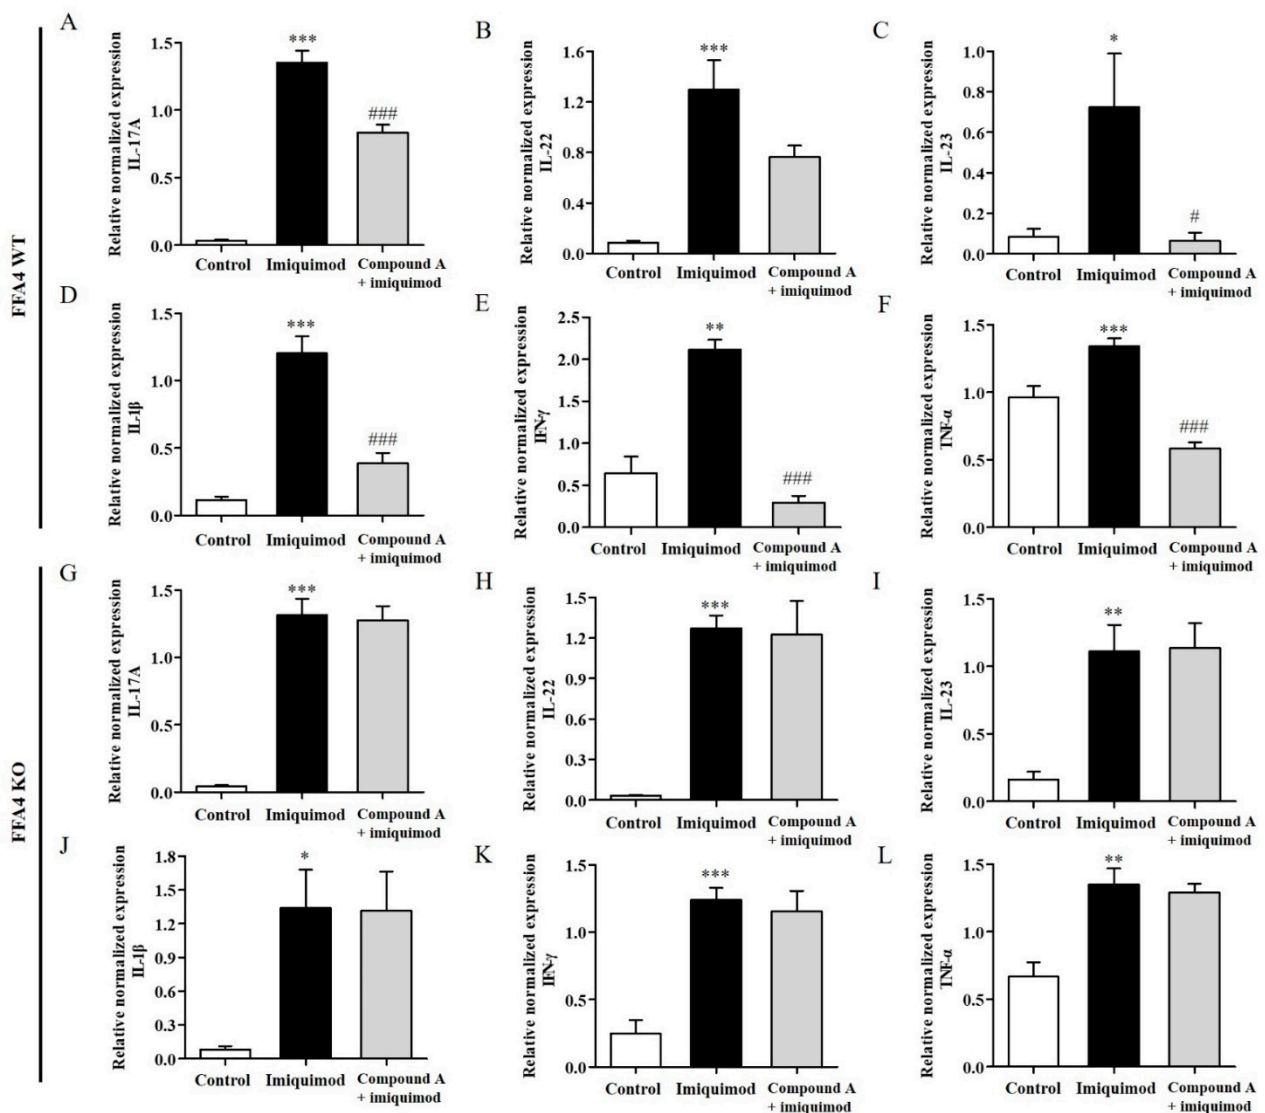 FFA4 WT
A
Relative normalized expression
IL-17A
1.5
1.0
0.5
0.0
***
###
Control
Imiquimod
Compound A
+ imiquimod
B
Relative normalized expression
IL-22
1.6
1.2
0.8
0.4
0.0
***
Control
Imiquimod
Compound A
+ imiquimod
C
Relative normalized expression
IL-23
1.0
0.8
0.6
0.4
0.2
0.0
*
#
Control
Imiquimod
Compound A
+ imiquimod
D
Relative normalized expression
IL-1β
1.5
1.0
0.5
0.0
***
###
Control
Imiquimod
Compound A
+ imiquimod
E
Relative normalized expression
IFN-γ
2.5
2.0
1.5
1.0
0.5
0.0
**
###
Control
Imiquimod
Compound A
+ imiquimod
F
Relative normalized expression
TNF-α
1.5
1.0
0.5
0.0
***
###
Control
Imiquimod
Compound A
+ imiquimod
FFA4 KO
G
Relative normalized expression
IL-17A
1.5
1.0
0.5
0.0
***
Control
Imiquimod
Compound A
+ imiquimod
H
Relative normalized expression
IL-22
1.5
1.2
0.9
0.6
0.3
0.0
***
Control
Imiquimod
Compound A
+ imiquimod
I
Relative normalized expression
IL-23
1.5
1.0
0.5
0.0
**
Control
Imiquimod
Compound A
+ imiquimod
J
Relative normalized expression
IL-1β
1.8
1.5
1.2
0.9
0.6
0.3
0.0
*
Control
Imiquimod
Compound A
+ imiquimod
K
Relative normalized expression
IFN-γ
1.5
1.0
0.5
0.0
***
Control
Imiquimod
Compound A
+ imiquimod
L
Relative normalized expression
TNF-α
1.5
1.0
0.5
0.0
**
Control
Imiquimod
Compound A
+ imiquimod